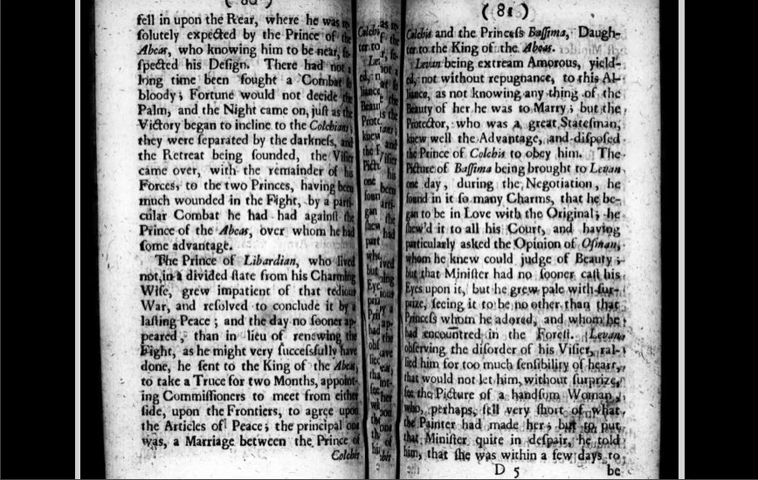 ( 80 )
fell in upon the Rear, where he was re-
solutely expected by the Prince of the
Abeas, who knowing him to be near,
spected his Design. There had not
long time been fought a Combat
bloody; Fortune would not decide the
Palm, and the Night came on, just as the
Victory began to incline to the Colchians
they were separated by the darkness, and
the Retreat being sounded, the Visier
came over, with the remainder of his
Forces, to the two Princes, having been
much wounded in the Fight, by a parti-
cular Combat he had had against the
Prince of the Abeas, over whom he had
some advantage.
The Prince of Libardian, who lived
not, in a divided state from his Charming
Wife, grew impatient of that tedious
War, and resolved to conclude it by a
lasting Peace; and the day no sooner ap-
peared, than in lieu of renewing the
Fight, as he might very successfully have
done, he sent to the King of the Abeas,
to take a Truce for two Months, appoint-
ing Commissioners to meet from either
side, upon the Frontiers, to agree upon
the Articles of Peace; the principal one
was, a Marriage between the Prince of
Colchis
( 81 )
Colchis and the Princess Bassima, Daugh-
ter to the King of the Abeas.
Levan being extream Amorous, yield-
ed, not without repugnance, to this Al-
liance, as not knowing any thing of the
Beauty of her he was to Marry; but the
Protector, who was a great Statesman,
knew well the Advantage, and disposed
the Prince of Colchis to obey him. The
Picture of Bassima being brought to Levan
one day, during the Negotiation, he
found in it so many Charms, that he be-
gan to be in Love with the Original; he
shew'd it to all his Court, and having
particularly asked the Opinion of Osman,
whom he knew could judge of Beauty;
but that Minister had no sooner cast his
Eyes upon it, but he grew pale with sur-
prize, seeing it to be no other than that
Princess whom he adored, and whom he
had encountred in the Forest. Levan,
observing the disorder of his Visier, ral-
lied him for too much sensibility of heart,
that would not let him, without surprize,
see the Picture of a handsom Woman,
who, perhaps, fell very short of what
the Painter had made her; but to put
that Minister quite in despair, he told
him, that she was within a few days to
D 5 be